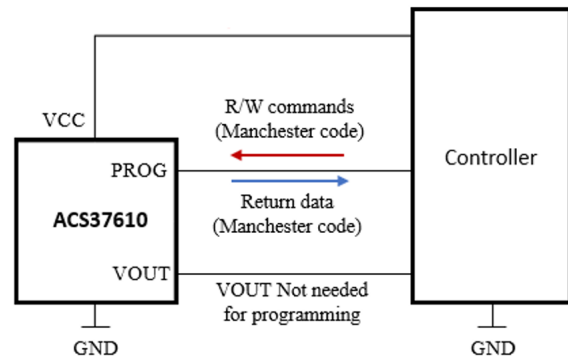 VCC
R/W commands
(Manchester code)
Controller
PROG
ACS37610
Return data
(Manchester code)
VOUT
VOUT Not needed
for programming
GND
GND